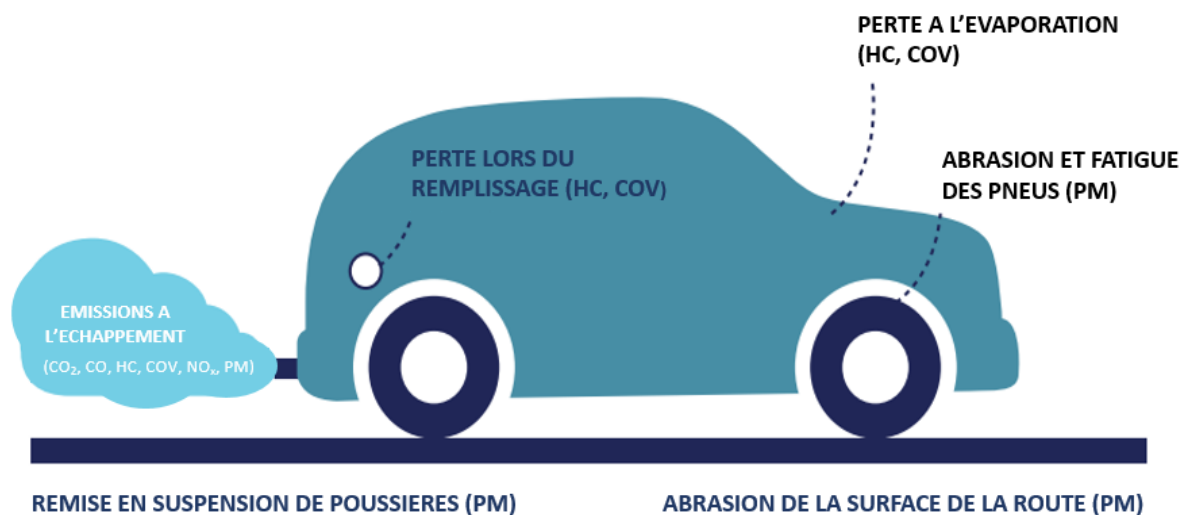 PERTE A L'EVAPORATION
(HC, COV)
PERTE LORS DU
REMPLISSAGE (HC, COV)
ABRASION ET FATIGUE
DES PNEUS (PM)
EMISSIONS A
L'ECHAPPEMENT
(CO₂, CO, HC, COV, NOₓ, PM)
REMISE EN SUSPENSION DE POUSSIERES (PM)
ABRASION DE LA SURFACE DE LA ROUTE (PM)